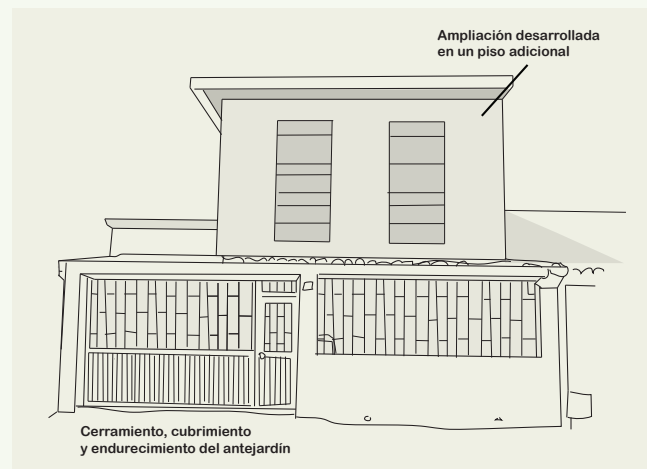 Ampliación desarrollada
en un piso adicional
Cerramiento, cubrimiento
y endurecimiento del antejardín